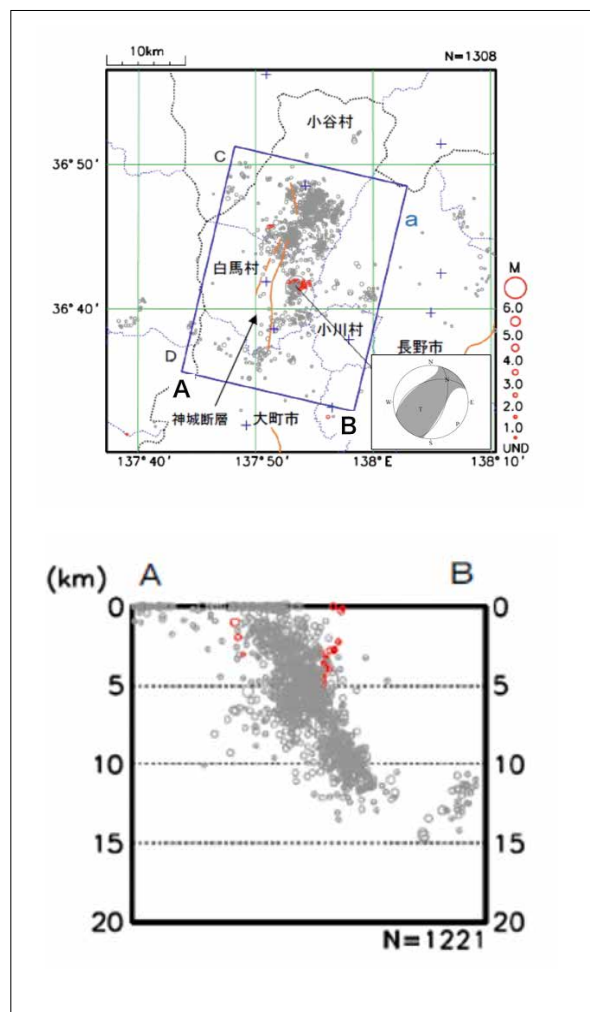 10km
N=1308
小谷村
C
36°50'
a
白馬村
M
6.0
36°40'
5.0
小川村
4.0
長野市
3.0
D
2.0
A
N
W
N
T
E
P
S
1.0
B
神城断層
大町市
UND
137°40'
137°50'
138°E
138°10'
(km)
A
B
0
0
5
5
10
10
15
15
20
20
N=1221